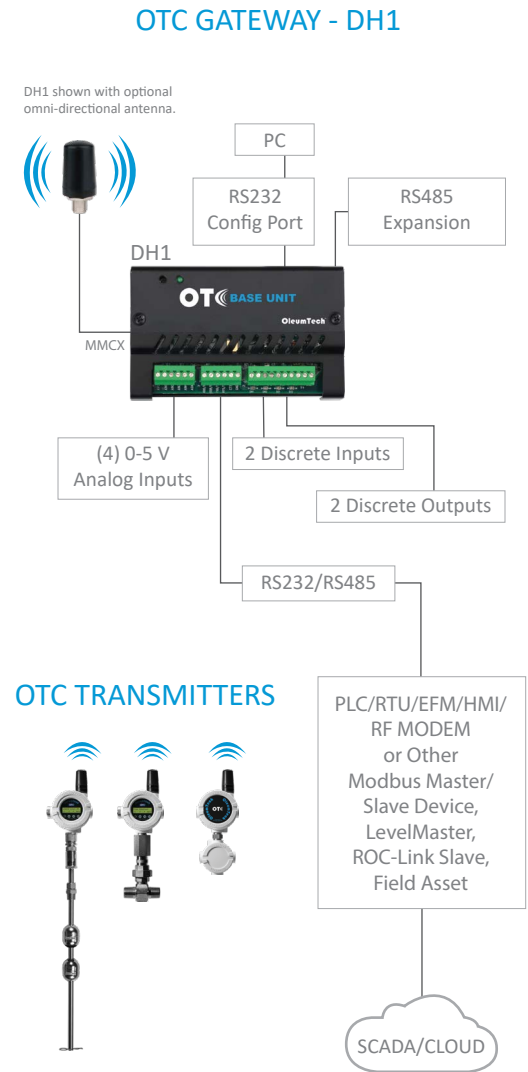 OTC GATEWAY - DH1
DH1 shown with optional
omni-directional antenna.
PC
RS232
Config Port
RS485
Expansion
DH1
OTC BASE UNIT
OleumTech
MMCX
(4) 0-5 V
Analog Inputs
2 Discrete Inputs
2 Discrete Outputs
RS232/RS485
OTC TRANSMITTERS
PLC/RTU/EFM/HMI/
RF MODEM
or Other
Modbus Master/
Slave Device,
LevelMaster,
ROC-Link Slave,
Field Asset
OTC
SCADA/CLOUD